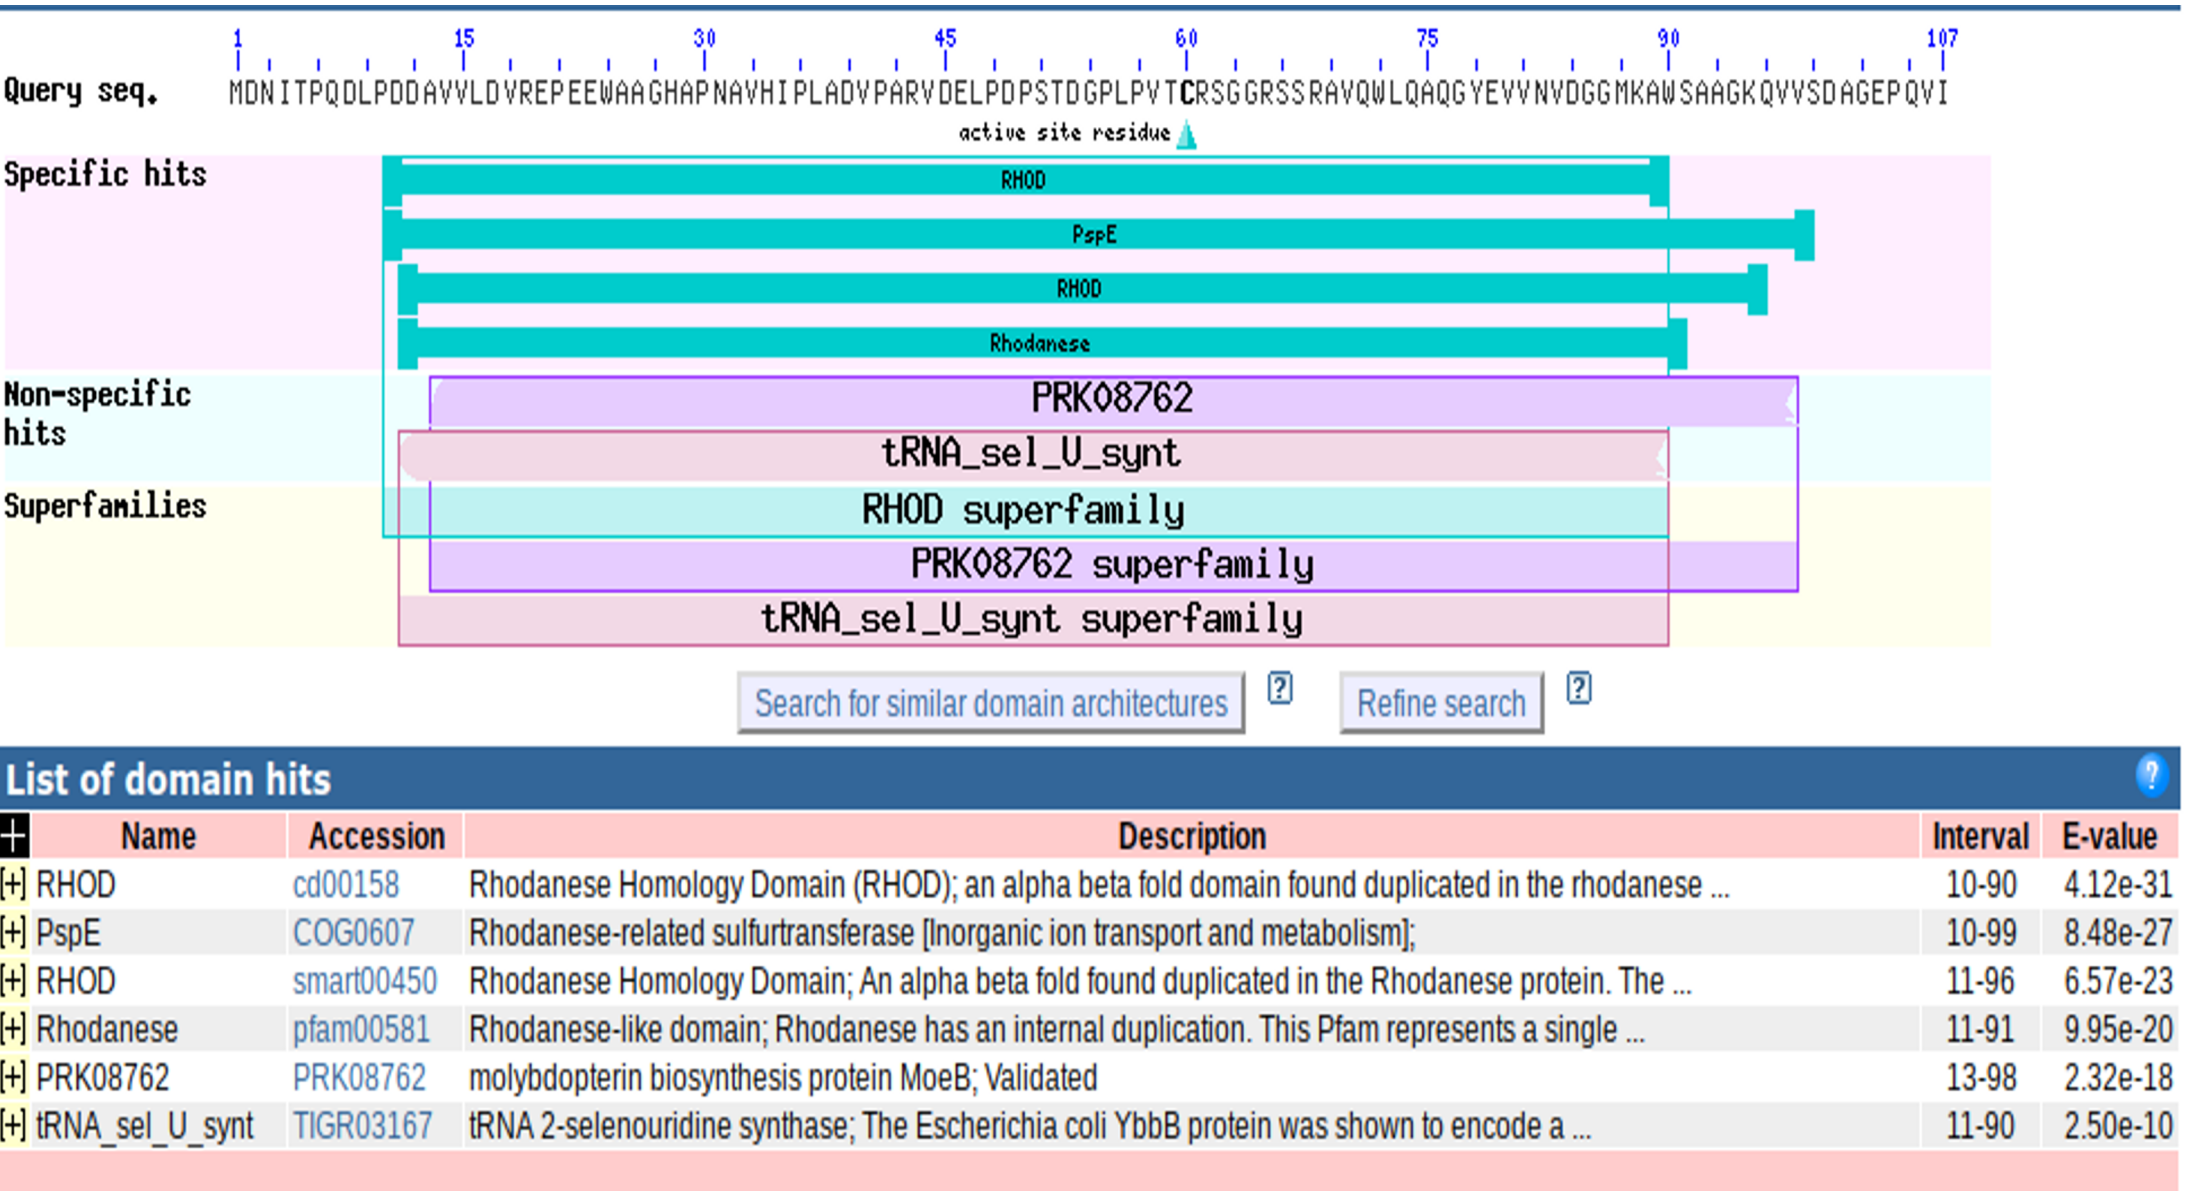 1 15 30 45 60 75 90 107
Query seq. MDNITPQDLPDDAVVLDVREPEEWAAGHAPNAVHIPLADVPARVDELPDPSTDGPLPVTCRSGGRSSRAVQWLQAQGYEVVNVDGGMKAWSAAGKQVVSDAGEPQVI
active site residue
Specific hits
RHOD
PspE
RHOD
Rhodanese
Non-specific
hits
PRK08762
tRNA_sel_U_synt
Superfamilies
RHOD superfamily
PRK08762 superfamily
tRNA_sel_U_synt superfamily
Search for similar domain architectures ? Refine search ?
List of domain hits ?
+ Name Accession Description Interval E-value
[+] RHOD cd00158 Rhodanese Homology Domain (RHOD); an alpha beta fold domain found duplicated in the rhodanese ... 10-90 4.12e-31
[+] PspE COG0607 Rhodanese-related sulfurtransferase [Inorganic ion transport and metabolism]; 10-99 8.48e-27
[+] RHOD smart00450 Rhodanese Homology Domain; An alpha beta fold found duplicated in the Rhodanese protein. The ... 11-96 6.57e-23
[+] Rhodanese pfam00581 Rhodanese-like domain; Rhodanese has an internal duplication. This Pfam represents a single ... 11-91 9.95e-20
[+] PRK08762 PRK08762 molybdopterin biosynthesis protein MoeB; Validated 13-98 2.32e-18
[+] tRNA_sel_U_synt TIGR03167 tRNA 2-selenouridine synthase; The Escherichia coli YbbB protein was shown to encode a ... 11-90 2.50e-10